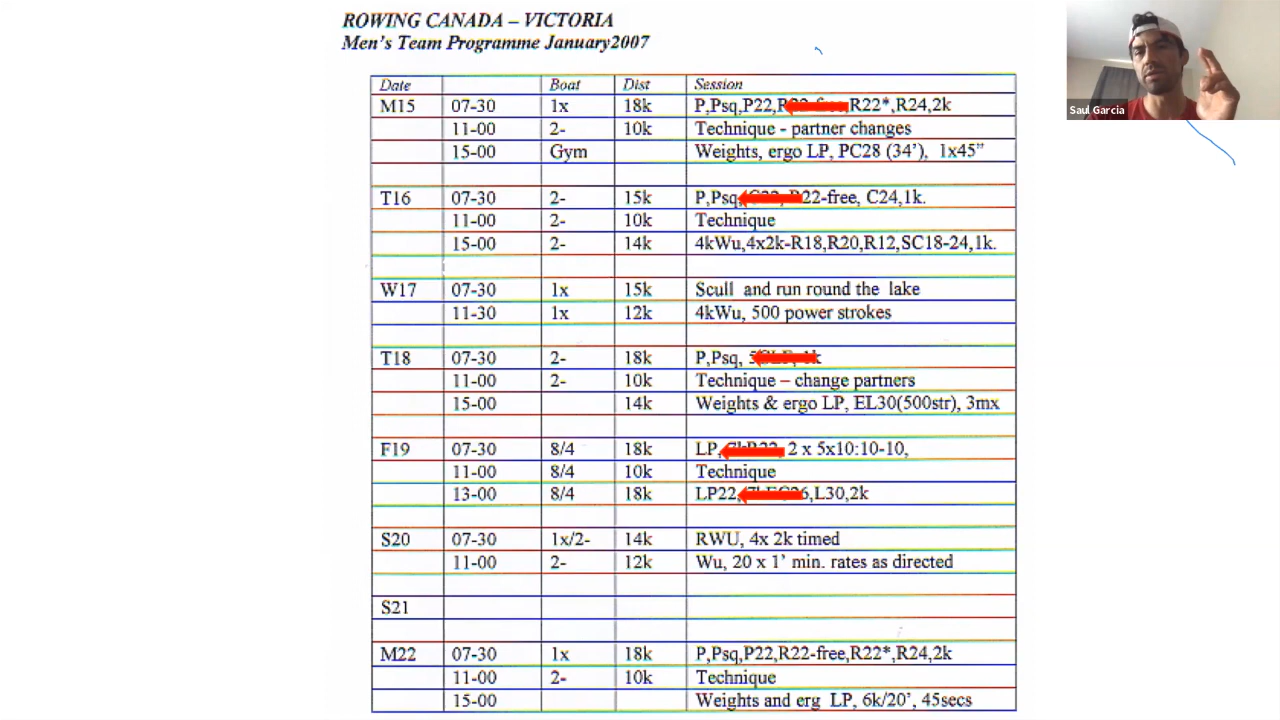 ROWING CANADA – VICTORIA
Men's Team Programme January2007
Date Boat Dist Session
M15 07-30 1x 18k P,Psq,P22, R22*,R24,2k
11-00 2- 10k Technique - partner changes
15-00 Gym Weights, ergo LP, PC28 (34’), 1x45”
T16 07-30 2- 15k P,Psq, 22-free, C24,1k.
11-00 2- 10k Technique
15-00 2- 14k 4kWu,4x2k-R18,R20,R12,SC18-24,1k.
W17 07-30 1x 15k Scull and run round the lake
11-30 1x 12k 4kWu, 500 power strokes
T18 07-30 2- 18k P,Psq,
11-00 2- 10k Technique – change partners
15-00 14k Weights & ergo LP, EL30(500str), 3mx
F19 07-30 8/4 18k LP, 2 x 5x10:10-10,
11-00 8/4 10k Technique
13-00 8/4 18k LP22, L30,2k
S20 07-30 1x/2- 14k RWU, 4x 2k timed
11-00 2- 12k Wu, 20 x 1’ min. rates as directed
S21
M22 07-30 1x 18k P,Psq,P22,R22-free,R22*,R24,2k
11-00 2- 10k Technique
15-00 Weights and erg LP, 6k/20’, 45secs
Saul Garcia